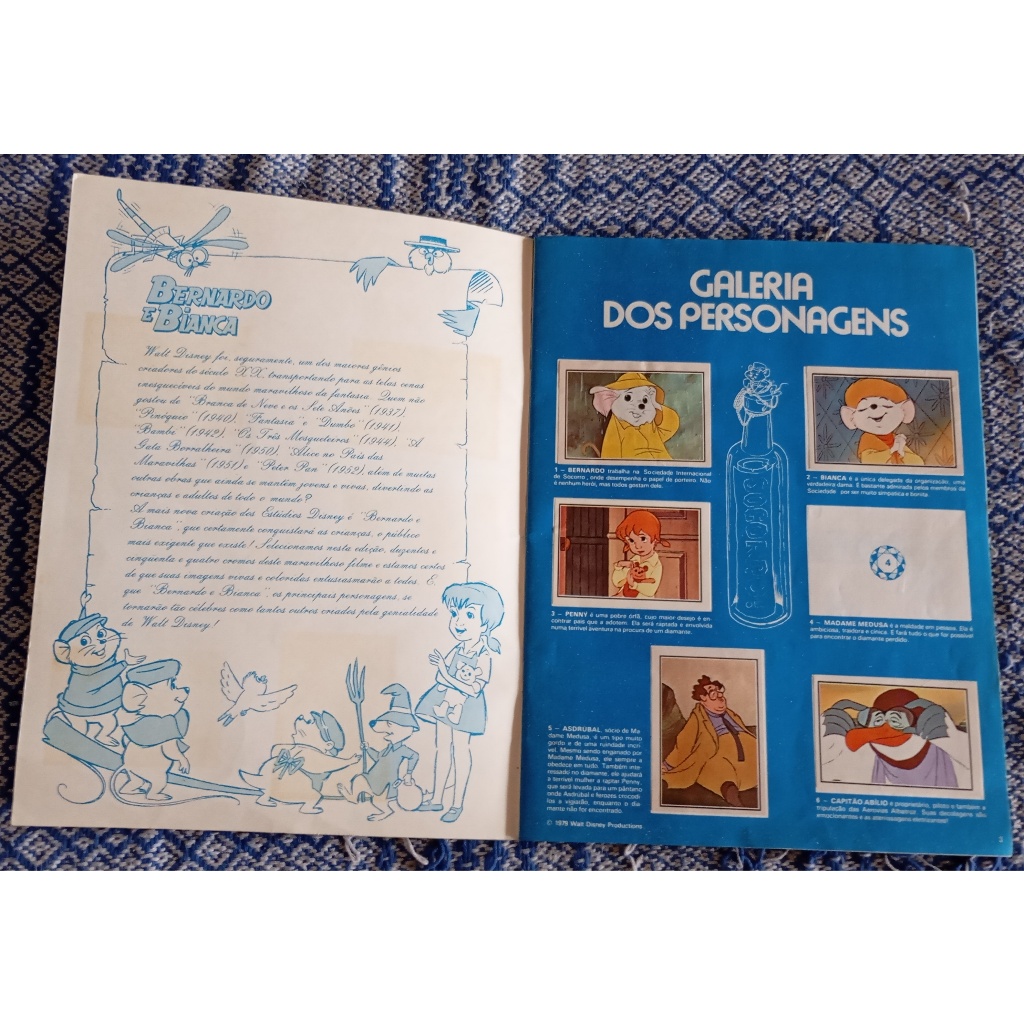 BERNARDO
E BIANCA
Walt Disney foi, seguramente, um dos maiores gênios
criadores do século XX, transportando para as telas cenas
inesquecíveis do mundo maravilhoso da fantasia. Quem não
gostou de "Branca de Neve e os Sete Anões" (1937),
"Pinóquio" (1940), "Fantasia" e "Dumbo" (1941),
"Bambi" (1942), "Os Três Mosqueteiros" (1944), "A
Gata Borralheira" (1950), "Alice no País das
Maravilhas" (1951) e "Peter Pan" (1952), além de muitas
outras obras que ainda se mantêm jovens e vivas, divertindo as
crianças e adultos de todo o mundo?
A mais nova criação dos Estúdios Disney é "Bernardo e
Bianca", que certamente conquistará as crianças, o público
mais exigente que existe! Selecionamos nesta edição, duzentos e
cinquenta e quatro cromos deste maravilhoso filme e estamos certos
de que suas imagens vivas e coloridas entusiasmarão a todos. E,
que "Bernardo e Bianca", os principais personagens, se
tornarão tão célebres como tantos outros criados pela genialidade
de Walt Disney!
GALERIA
DOS PERSONAGENS
1 — BERNARDO trabalha na Sociedade Internacional
de Socorro, onde desempenha o papel de porteiro. Não
é nenhum herói, mas todos gostam dele.
2 — BIANCA é a única delegada da organização, uma
verdadeira dama. É bastante admirada pelos membros da
Sociedade por ser muito simpática e bonita.
3 — PENNY é uma pobre órfã, cujo maior desejo é en-
contrar pais que a adotem. Ela será raptada e envolvida
numa terrível aventura na procura de um diamante.
4
4 — MADAME MEDUSA é a maldade em pessoa. Ela é
ambiciosa, traidora e cínica. E fará tudo o que for possível
para encontrar o diamante perdido.
5 — ASDRÚBAL, sócio de Ma-
dame Medusa, é um tipo muito
gordo e de uma ruindade incrí-
vel. Mesmo sendo enganado por
Madame Medusa, ele sempre a
obedece em tudo. Também inte-
ressado no diamante, ele ajudará
a terrível mulher a raptar Penny,
que será levada para um pântano
onde Asdrúbal e ferozes crocodi-
los a vigiarão, enquanto o dia-
mante não for encontrado.
6 — CAPITÃO ABÍLIO é proprietário, piloto e também a
tripulação das Aerovias Albatroz. Suas decolagens são
emocionantes e as aterrissagens eletrizantes!
© 1979 Walt Disney Productions
3